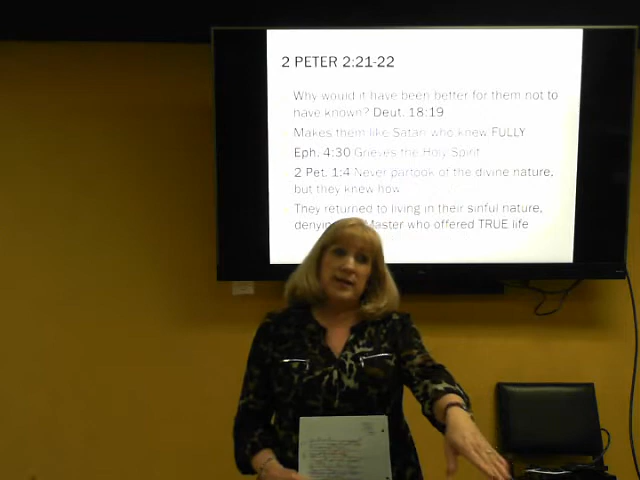 2 PETER 2:21-22
Why would it have been better for them not to
have known? Deut. 18:19
Makes them like Satan who knew FULLY
Eph. 4:30 Grieves the Holy Spirit
2 Pet. 1:4 Never partook of the divine nature,
but they knew how
They returned to living in their sinful nature,
Master who offered TRUE life